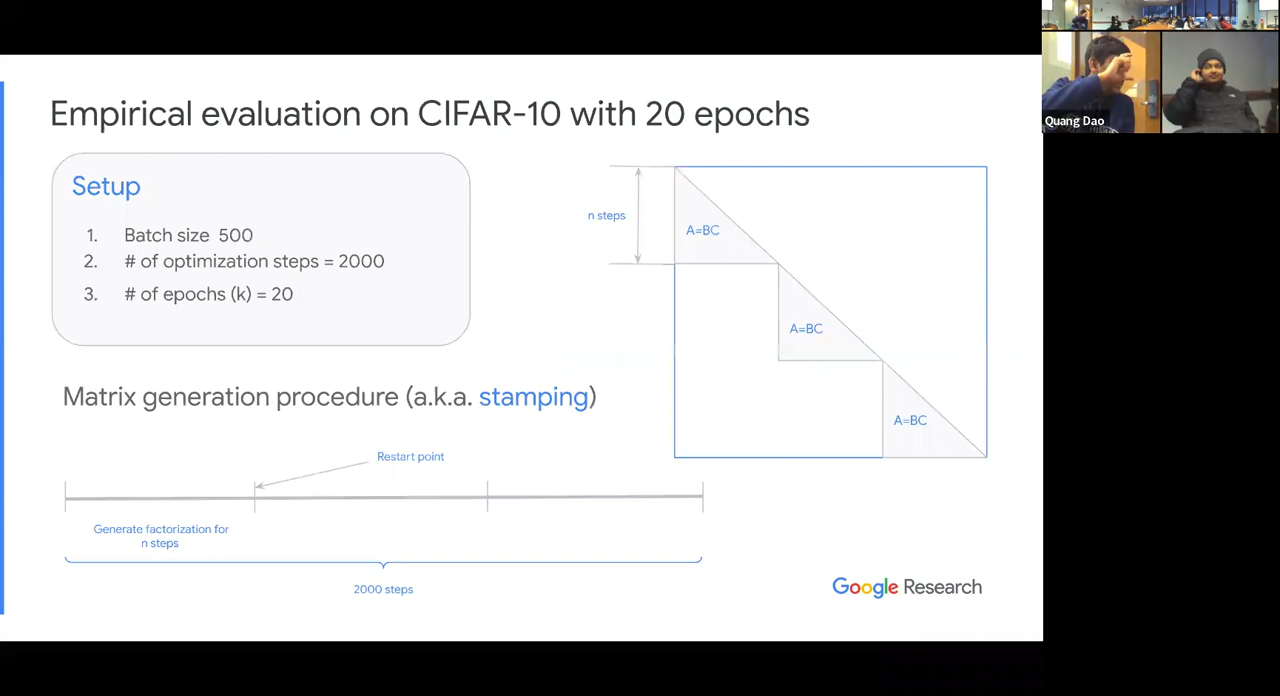 Empirical evaluation on CIFAR-10 with 20 epochs
Setup
1. Batch size 500
2. # of optimization steps = 2000
3. # of epochs (k) = 20
n steps
A=BC
A=BC
A=BC
Matrix generation procedure (a.k.a. stamping)
Restart point
Generate factorization for
n steps
2000 steps
Google Research
Quang Dao